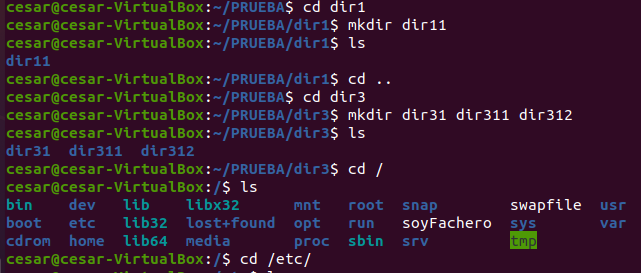 cesar@cesar-VirtualBox:~/PRUEBA$ cd dir1
cesar@cesar-VirtualBox:~/PRUEBA/dir1$ mkdir dir11
cesar@cesar-VirtualBox:~/PRUEBA/dir1$ ls
dir11
cesar@cesar-VirtualBox:~/PRUEBA/dir1$ cd ..
cesar@cesar-VirtualBox:~/PRUEBA$ cd dir3
cesar@cesar-VirtualBox:~/PRUEBA/dir3$ mkdir dir31 dir311 dir312
cesar@cesar-VirtualBox:~/PRUEBA/dir3$ ls
dir31  dir311  dir312
cesar@cesar-VirtualBox:~/PRUEBA/dir3$ cd /
cesar@cesar-VirtualBox:/$ ls
bin    dev   lib    libx32      mnt   root  snap      swapfile  usr
boot   etc   lib32  lost+found  opt   run   soyFachero  sys       var
cdrom  home  lib64  media       proc  sbin  srv       tmp
cesar@cesar-VirtualBox:/$ cd /etc/